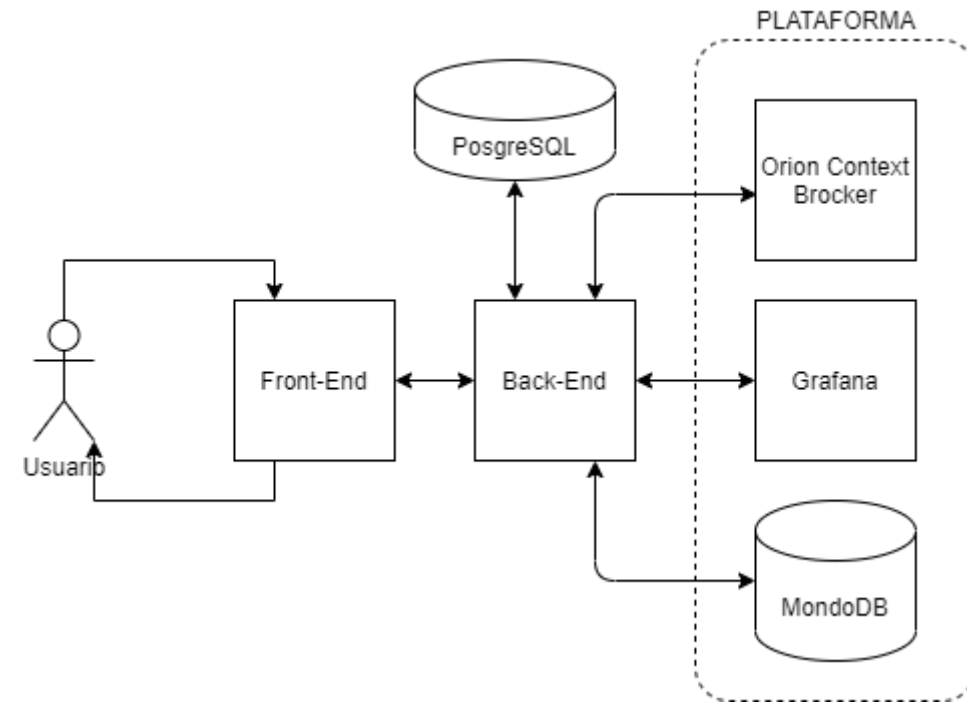 PLATAFORMA
PosgreSQL
Orion Context
Brocker
Usuario
Front-End
Back-End
Grafana
MondoDB